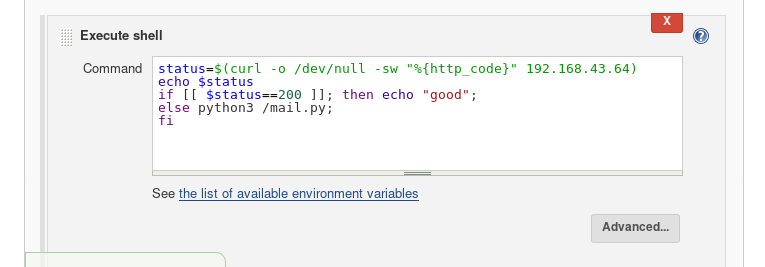 X
Execute shell
?
Command
status=$(curl -o /dev/null -sw "%{http_code}" 192.168.43.64)
echo $status
if [[ $status==200 ]]; then echo "good";
else python3 /mail.py;
fi
See the list of available environment variables
Advanced...